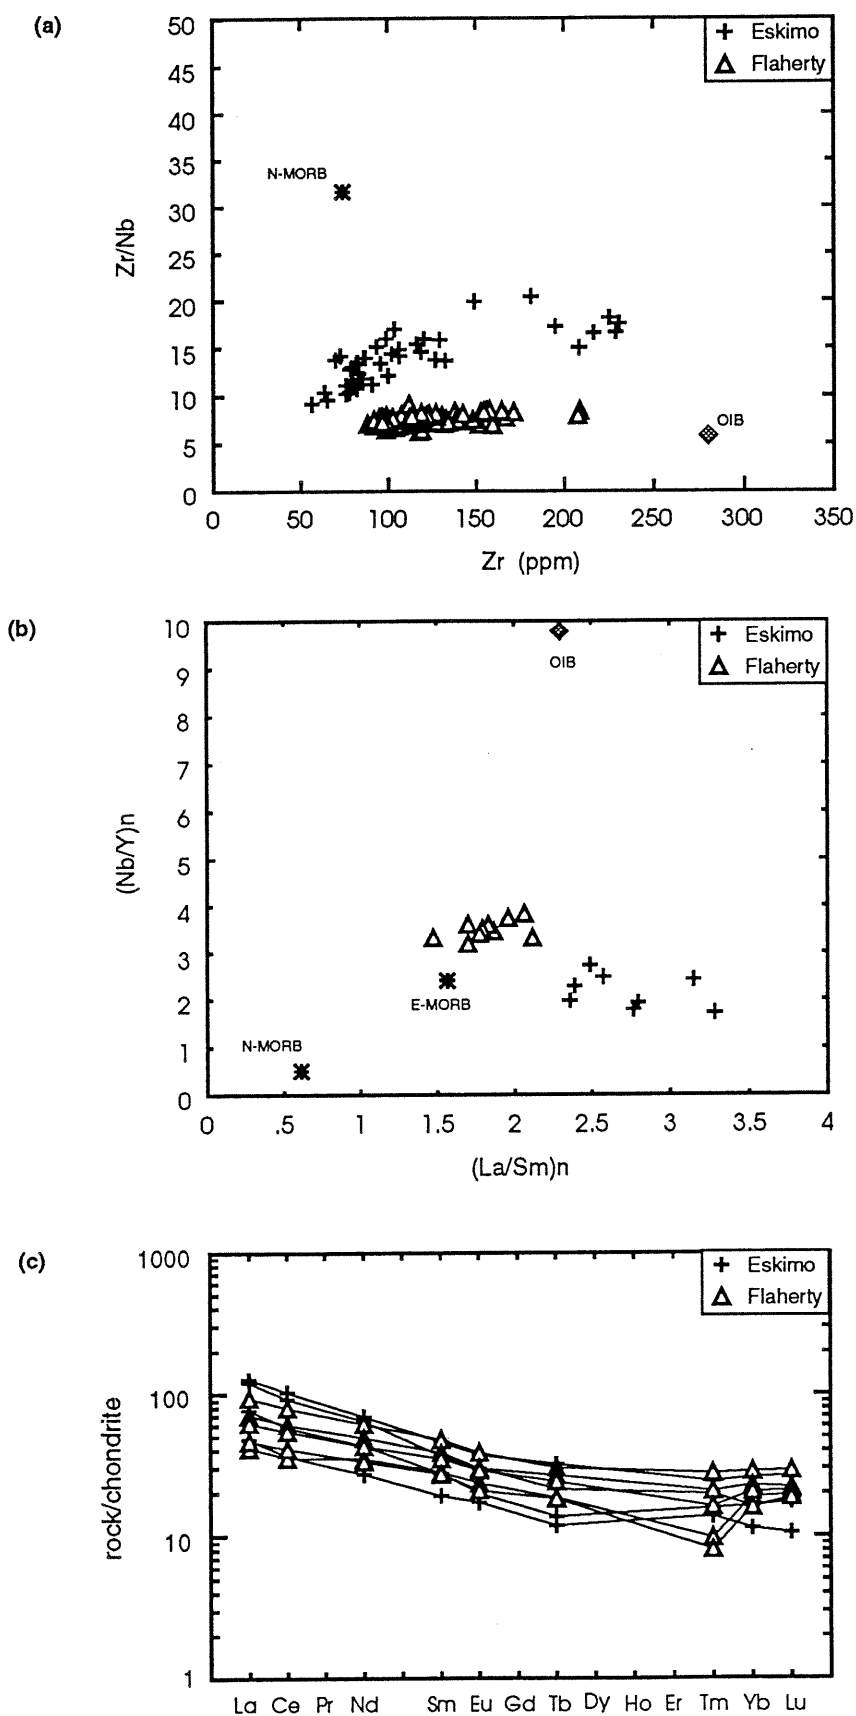 (a)
50
45
40
35
30
25
20
15
10
5
0
Zr/Nb
Eskimo
Flaherty
N-MORB
OIB
0 50 100 150 200 250 300 350
Zr (ppm)
(b)
10
9
8
7
6
5
4
3
2
1
0
(Nb/Y)n
Eskimo
Flaherty
OIB
E-MORB
N-MORB
0 .5 1 1.5 2 2.5 3 3.5 4
(La/Sm)n
(c)
1000
100
10
1
rock/chondrite
Eskimo
Flaherty
La Ce Pr Nd Sm Eu Gd Tb Dy Ho Er Tm Yb Lu